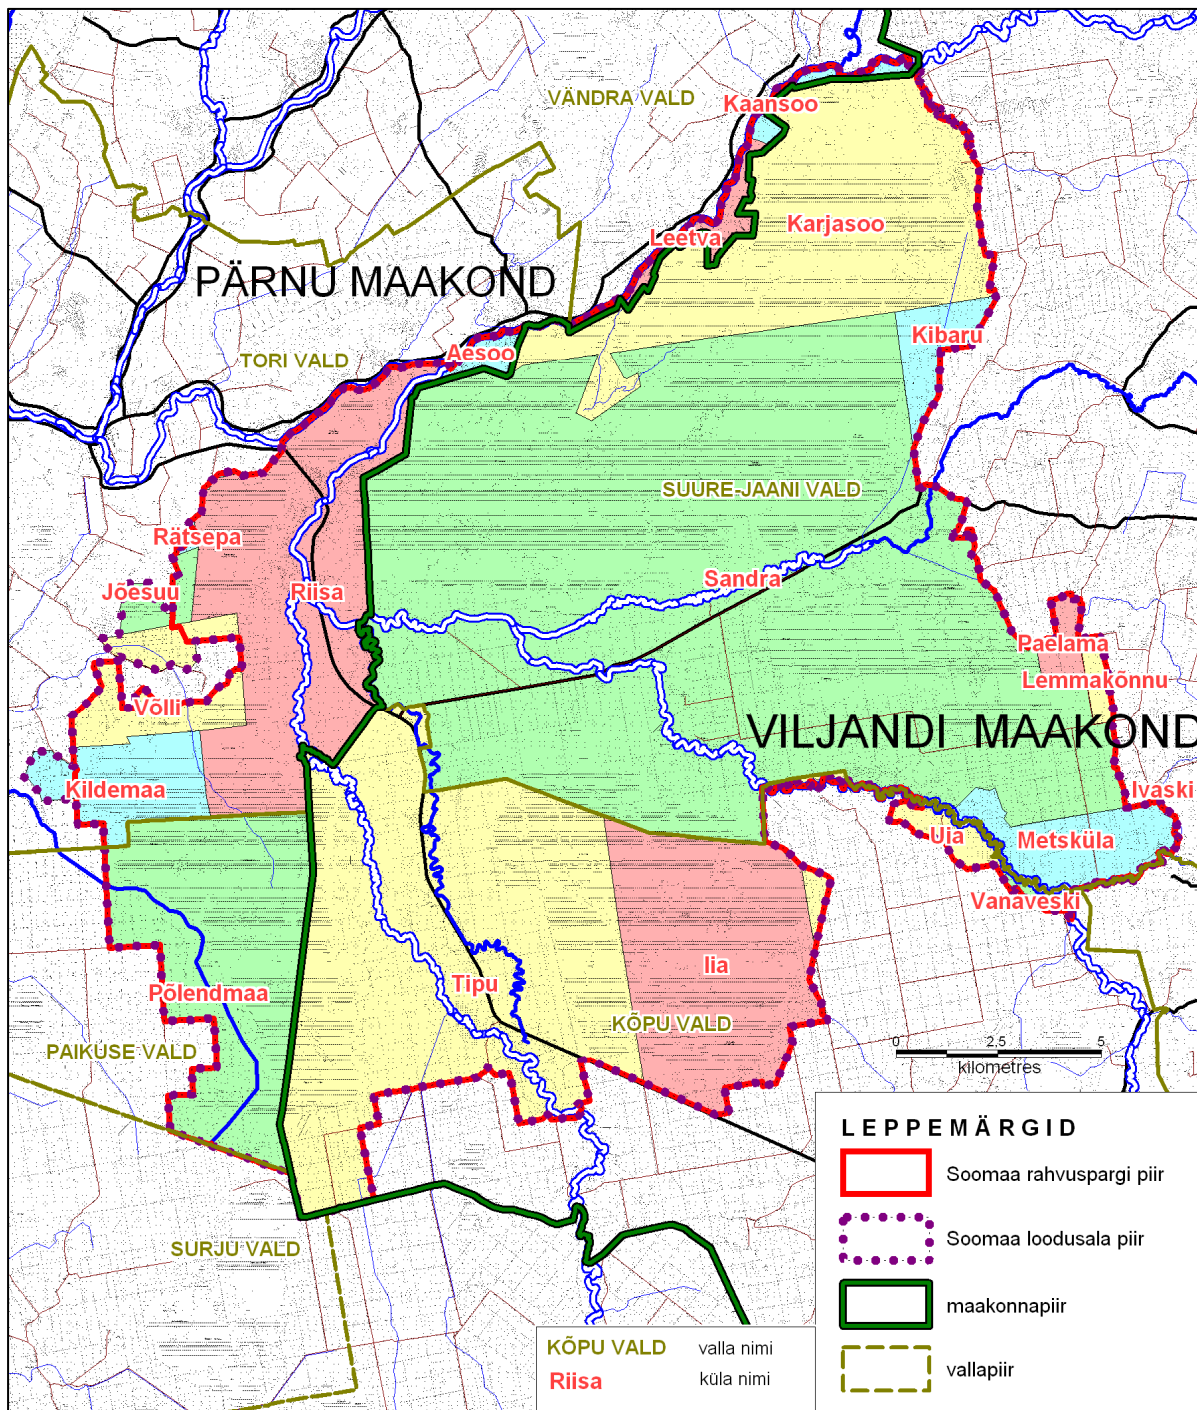 VÄNDRA VALD
Kaansoo
Leetva
Karjasoo
PÄRNU MAAKOND
TORI VALD
Aesoo
Kibaru
SUURE-JAANI VALD
Rätsepa
Jõesuu
Riisa
Sandra
Paelama
Lemmakõnnu
Võlli
VILJANDI MAAKOND
Kildemaa
Ivaski
Uia
Metsküla
Vanaveski
Iia
Tipu
Põlendmaa
KÕPU VALD
PAIKUSE VALD
0 2,5 5
kilometres
SURJU VALD
LEPPEMÄRGID
Soomaa rahvuspargi piir
Soomaa loodusala piir
maakonnapiir
vallapiir
KÕPU VALD valla nimi
Riisa küla nimi